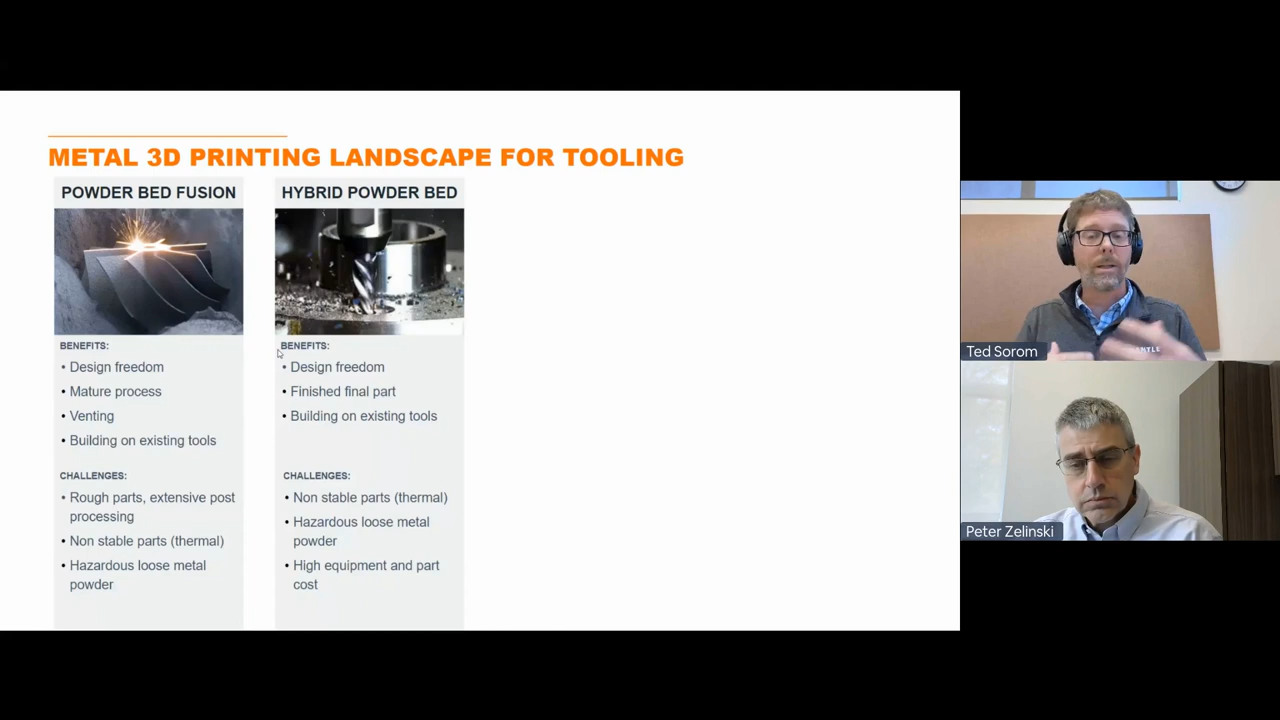 METAL 3D PRINTING LANDSCAPE FOR TOOLING
POWDER BED FUSION
BENEFITS:
• Design freedom
• Mature process
• Venting
• Building on existing tools
CHALLENGES:
• Rough parts, extensive post
processing
• Non stable parts (thermal)
• Hazardous loose metal
powder
HYBRID POWDER BED
BENEFITS:
• Design freedom
• Finished final part
• Building on existing tools
CHALLENGES:
• Non stable parts (thermal)
• Hazardous loose metal
powder
• High equipment and part
cost
Ted Sorom
Peter Zelinski